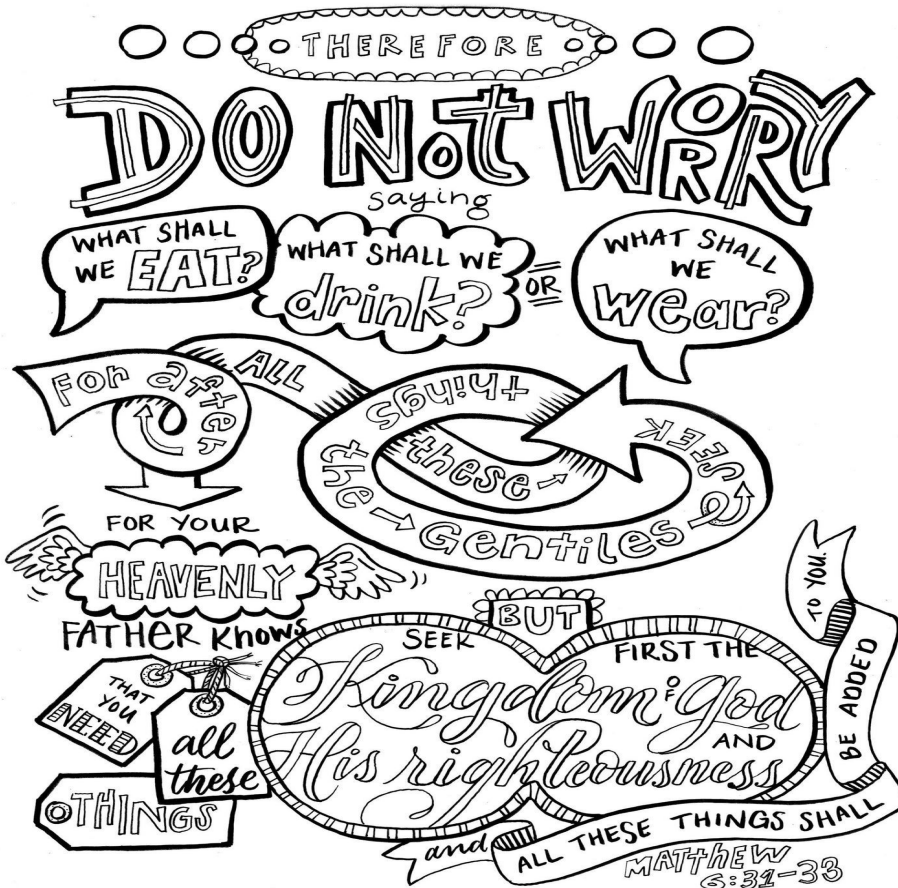 THEREFORE
DO Not WORRY
saying
WHAT SHALL
WE EAT?
WHAT SHALL WE
drink?
OR
WHAT SHALL
WE
wear?
For after ALL
these things
the Gentiles SEEK
FOR YOUR
HEAVENLY
FATHER Knows
THAT
YOU
NEED
all
these
THINGS
BUT
SEEK FIRST THE
Kingdom OF God
AND
His righteousness
and
ALL THESE THINGS SHALL
BE ADDED
TO YOU.
MATThEW
6:31-33